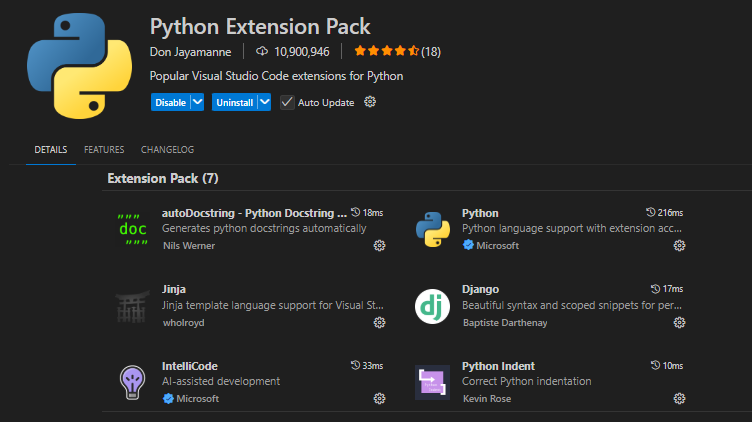 Python Extension Pack
Don Jayamanne 10,900,946 (18)
Popular Visual Studio Code extensions for Python
Disable Uninstall Auto Update
DETAILS FEATURES CHANGELOG
Extension Pack (7)
""" doc """
autoDocstring - Python Docstring ... 18ms
Generates python docstrings automatically
Nils Werner
Python 216ms
Python language support with extension acc...
Microsoft
Jinja
Jinja template language support for Visual St...
wholroyd
dj
Django 17ms
Beautiful syntax and scoped snippets for per...
Baptiste Darthenay
IntelliCode 33ms
AI-assisted development
Microsoft
Python Indent 10ms
Correct Python indentation
Kevin Rose